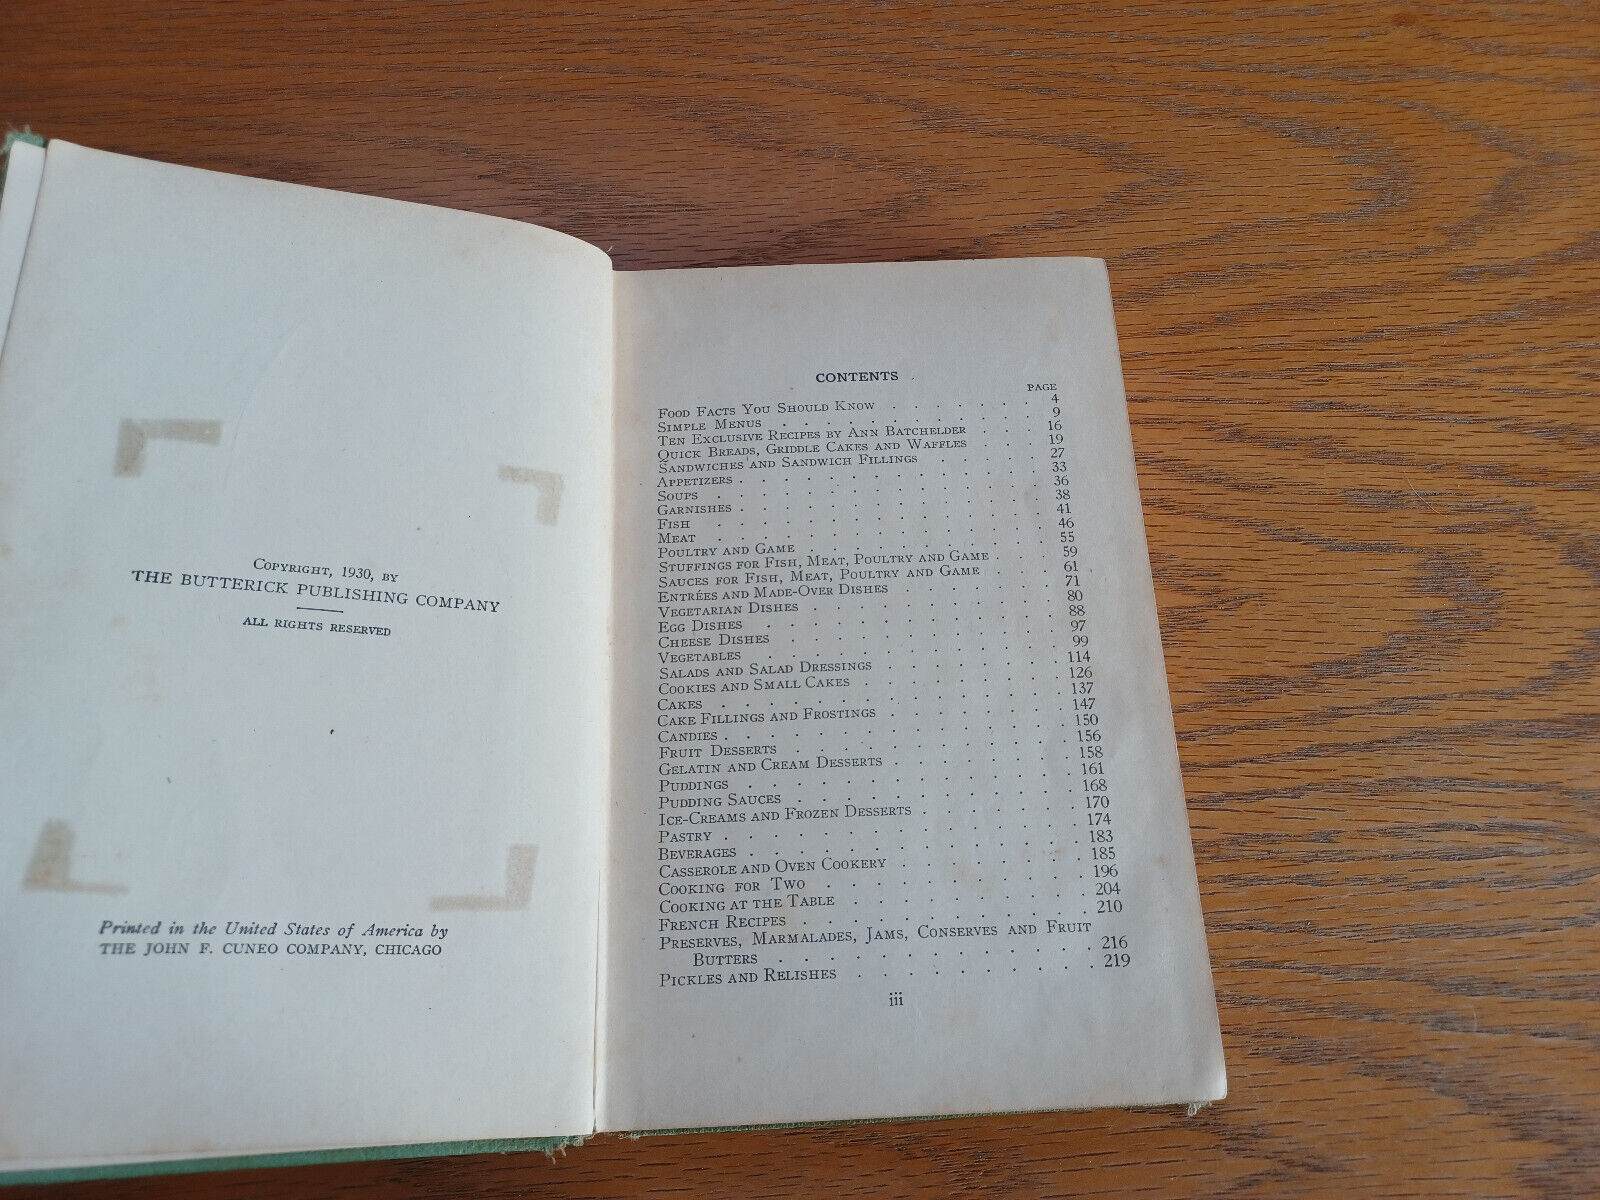 COPYRIGHT, 1930, BY
THE BUTTERICK PUBLISHING COMPANY
ALL RIGHTS RESERVED
Printed in the United States of America by
THE JOHN F. CUNEO COMPANY, CHICAGO
CONTENTS
PAGE
FOOD FACTS YOU SHOULD KNOW . . . . . . . 4
SIMPLE MENUS . . . . . . . . . . 9
TEN EXCLUSIVE RECIPES BY ANN BATCHELDER . . . 16
QUICK BREADS, GRIDDLE CAKES AND WAFFLES . . . 19
SANDWICHES AND SANDWICH FILLINGS . . . . . 27
APPETIZERS . . . . . . . . . . . 33
SOUPS . . . . . . . . . . . . 36
GARNISHES . . . . . . . . . . . 38
FISH . . . . . . . . . . . . 41
MEAT . . . . . . . . . . . . 46
POULTRY AND GAME . . . . . . . . . 55
STUFFINGS FOR FISH, MEAT, POULTRY AND GAME . . . 59
SAUCES FOR FISH, MEAT, POULTRY AND GAME . . . 61
ENTRÉES AND MADE-OVER DISHES . . . . . . 71
VEGETARIAN DISHES . . . . . . . . . 80
EGG DISHES . . . . . . . . . . 88
CHEESE DISHES . . . . . . . . . . 97
VEGETABLES . . . . . . . . . . . 99
SALADS AND SALAD DRESSINGS . . . . . . 114
COOKIES AND SMALL CAKES . . . . . . . 126
CAKES . . . . . . . . . . . . 137
CAKE FILLINGS AND FROSTINGS . . . . . . 147
CANDIES . . . . . . . . . . . . 150
FRUIT DESSERTS . . . . . . . . . . 156
GELATIN AND CREAM DESSERTS . . . . . . 158
PUDDINGS . . . . . . . . . . . 161
PUDDING SAUCES . . . . . . . . . . 168
ICE-CREAMS AND FROZEN DESSERTS . . . . . 170
PASTRY . . . . . . . . . . . . 174
BEVERAGES . . . . . . . . . . . 183
CASSEROLE AND OVEN COOKERY . . . . . . 185
COOKING FOR TWO . . . . . . . . . 196
COOKING AT THE TABLE . . . . . . . . 204
FRENCH RECIPES . . . . . . . . . . 210
PRESERVES, MARMALADES, JAMS, CONSERVES AND FRUIT
BUTTERS . . . . . . . . . . . 216
PICKLES AND RELISHES . . . . . . . . . 219
iii